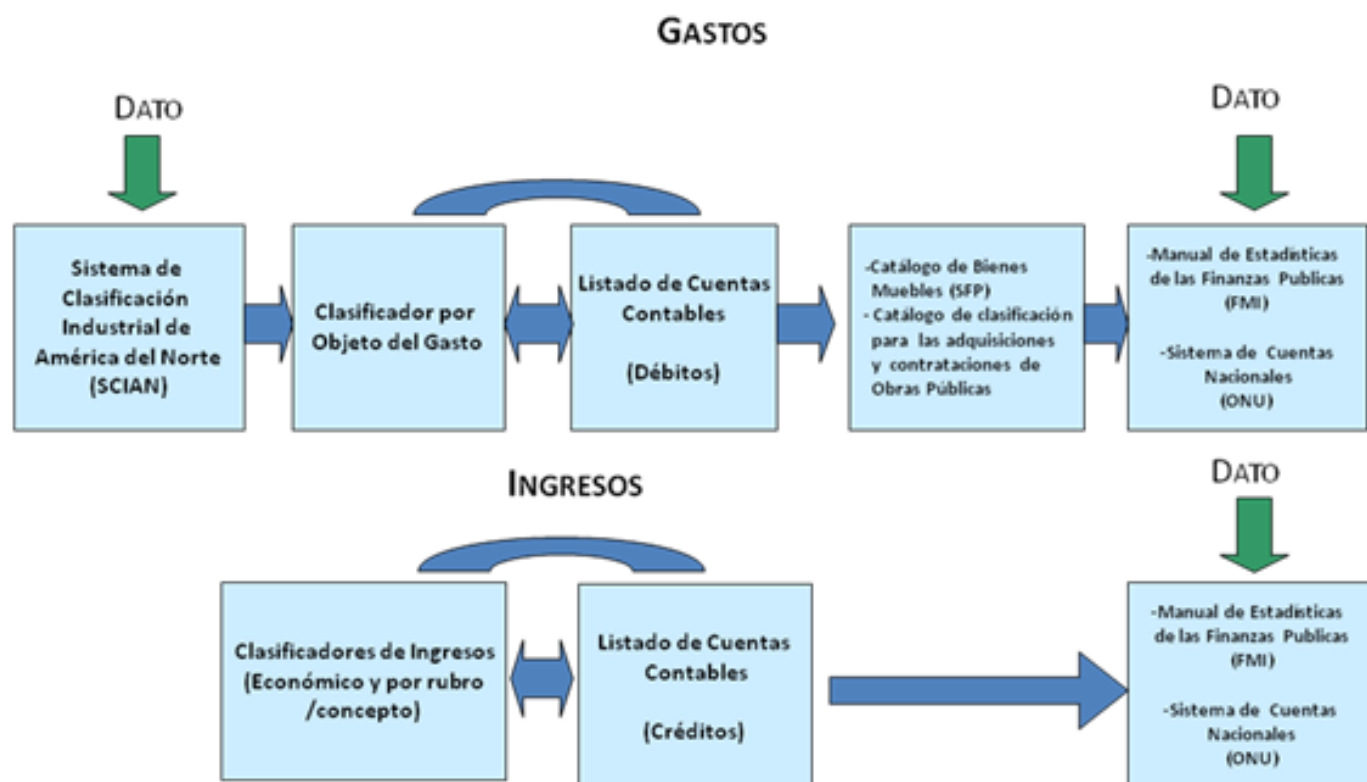 GASTOS
DATO
DATO
Sistema de
Clasificación
Industrial de
América del Norte
(SCIAN)
Clasificador por
Objeto del Gasto
Listado de Cuentas
Contables
(Débitos)
-Catálogo de Bienes
Muebles (SFP)
- Catálogo de clasificación
para las adquisiciones
y contrataciones de
Obras Públicas
-Manual de Estadísticas
de las Finanzas Publicas
(FMI)
-Sistema de Cuentas
Nacionales
(ONU)
INGRESOS
DATO
Clasificadores de Ingresos
(Económico y por rubro
/concepto)
Listado de Cuentas
Contables
(Créditos)
-Manual de Estadísticas
de las Finanzas Publicas
(FMI)
-Sistema de Cuentas
Nacionales
(ONU)